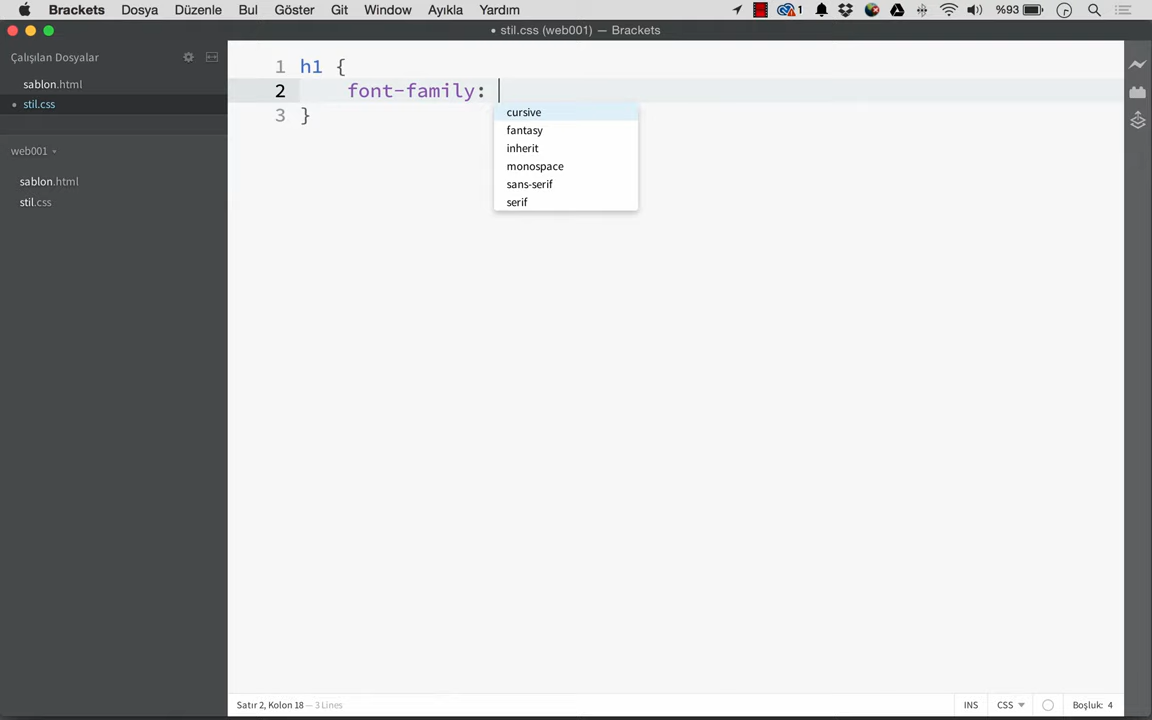 Brackets Dosya Düzenle Bul Göster Git Window Ayıkla Yardım 1 %93
stil.css (web001) — Brackets
Çalışılan Dosyalar
sablon.html
stil.css
web001
sablon.html
stil.css
1 h1 {
2 font-family:
3 }
cursive
fantasy
inherit
monospace
sans-serif
serif
Satır 2, Kolon 18 — 3 Lines INS CSS Boşluk: 4